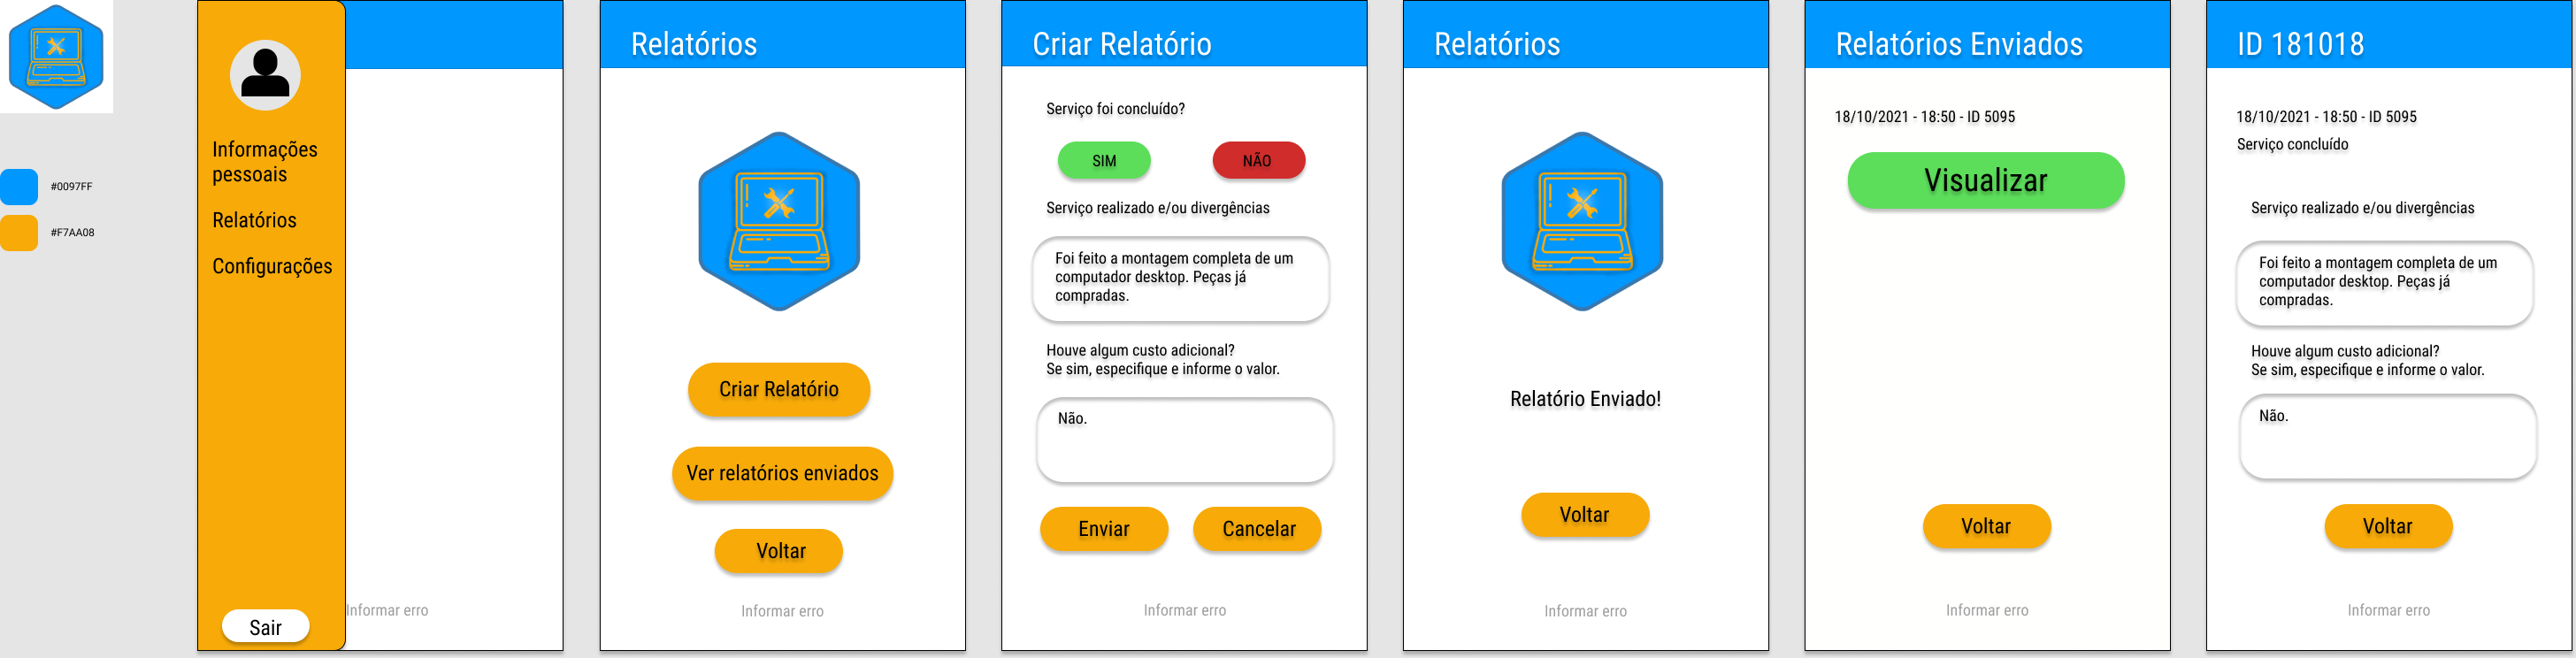 #0097FF
#F7AA08
Informações
pessoais
Relatórios
Configurações
Sair
Informar erro
Relatórios
Criar Relatório
Ver relatórios enviados
Voltar
Informar erro
Criar Relatório
Serviço foi concluído?
SIM
NÃO
Serviço realizado e/ou divergências
Foi feito a montagem completa de um
computador desktop. Peças já
compradas.
Houve algum custo adicional?
Se sim, especifique e informe o valor.
Não.
Enviar
Cancelar
Informar erro
Relatórios
Relatório Enviado!
Voltar
Informar erro
Relatórios Enviados
18/10/2021 - 18:50 - ID 5095
Visualizar
Voltar
Informar erro
ID 181018
18/10/2021 - 18:50 - ID 5095
Serviço concluído
Serviço realizado e/ou divergências
Foi feito a montagem completa de um
computador desktop. Peças já
compradas.
Houve algum custo adicional?
Se sim, especifique e informe o valor.
Não.
Voltar
Informar erro